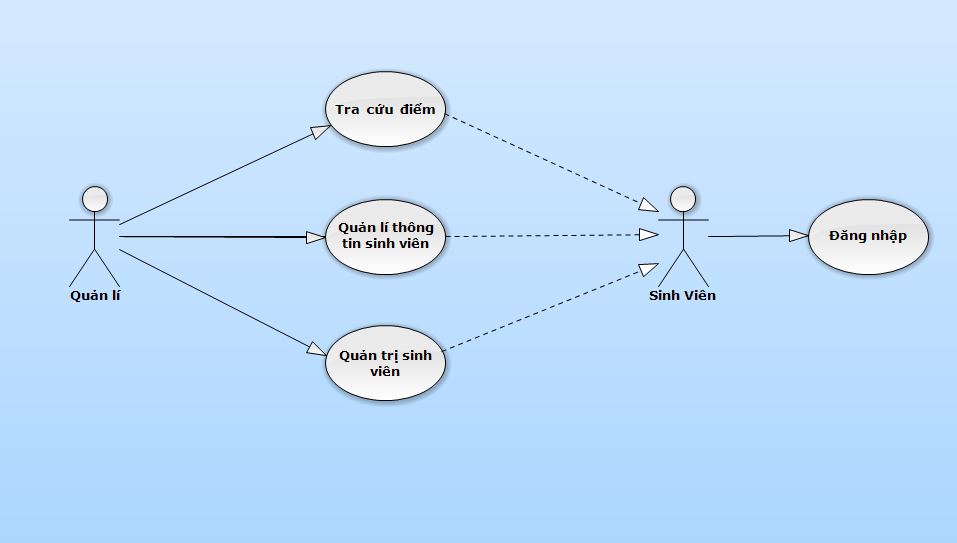 Tra cứu điểm
Quản lí thông
tin sinh viên
Đăng nhập
Quản lí
Sinh Viên
Quản trị sinh
viên